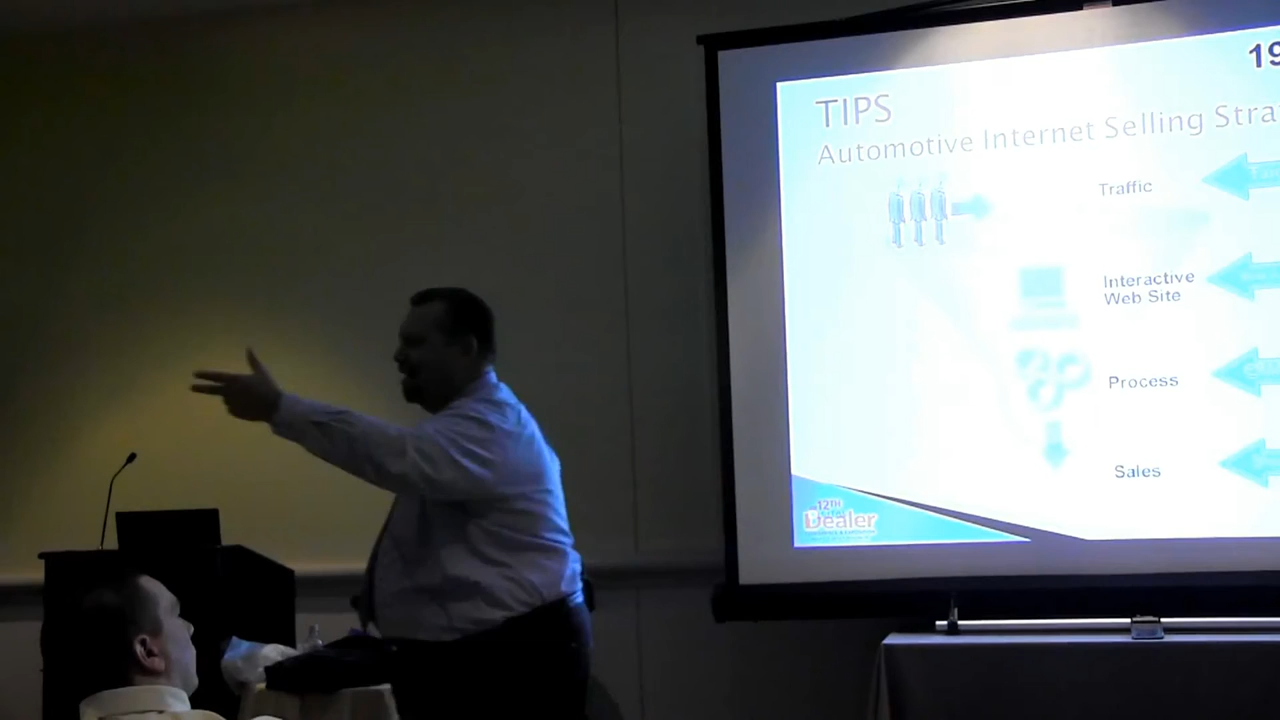 19
TIPS
Automotive Internet Selling Stra
Traffic
Interactive
Web Site
Process
Sales
12TH
Dealer